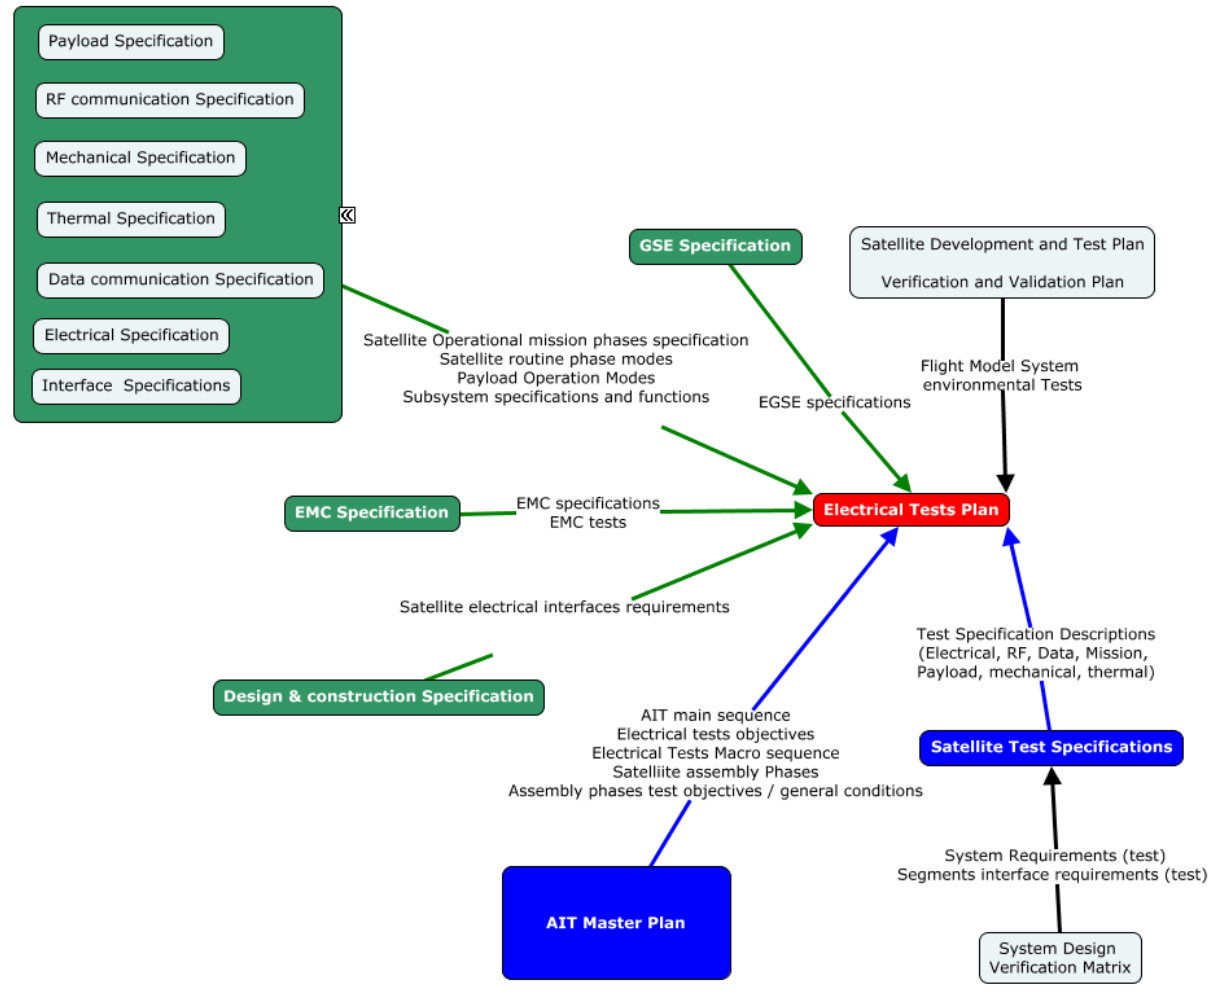 Payload Specification
RF communication Specification
Mechanical Specification
Thermal Specification
Data communication Specification
Electrical Specification
Interface  Specifications
GSE Specification
Satellite Development and Test Plan
Verification and Validation Plan
Satellite Operational mission phases specification
Satellite routine phase modes
Payload Operation Modes
Subsystem specifications and functions
EGSE specifications
Flight Model System
environmental Tests
EMC Specification
EMC specifications
EMC tests
Electrical Tests Plan
Satellite electrical interfaces requirements
Design & construction Specification
Test Specification Descriptions
(Electrical, RF, Data, Mission,
Payload, mechanical, thermal)
AIT main sequence
Electrical tests objectives
Electrical Tests Macro sequence
Satelliite assembly Phases
Assembly phases test objectives / general conditions
Satellite Test Specifications
System Requirements (test)
Segments interface requirements (test)
AIT Master Plan
System Design
Verification Matrix